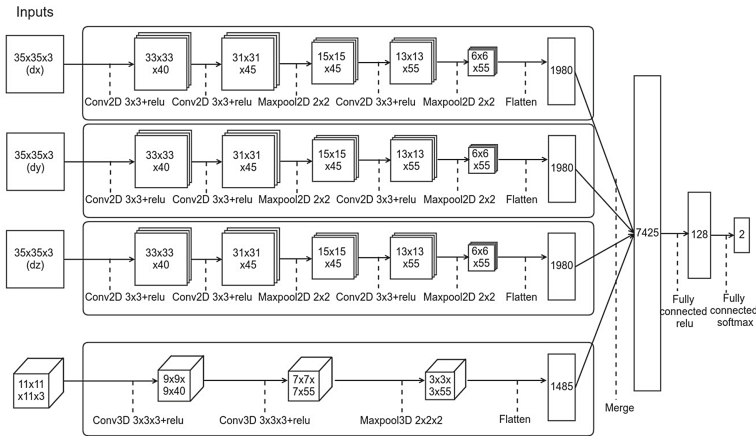 Inputs
35x35x3
(dx)
33x33
x40
31x31
x45
15x15
x45
13x13
x55
6x6
x55
1980
Conv2D 3x3+relu
Conv2D 3x3+relu
Maxpool2D 2x2
Conv2D 3x3+relu
Maxpool2D 2x2
Flatten
35x35x3
(dy)
33x33
x40
31x31
x45
15x15
x45
13x13
x55
6x6
x55
1980
Conv2D 3x3+relu
Conv2D 3x3+relu
Maxpool2D 2x2
Conv2D 3x3+relu
Maxpool2D 2x2
Flatten
35x35x3
(dz)
33x33
x40
31x31
x45
15x15
x45
13x13
x55
6x6
x55
1980
Conv2D 3x3+relu
Conv2D 3x3+relu
Maxpool2D 2x2
Conv2D 3x3+relu
Maxpool2D 2x2
Flatten
11x11
x11x3
9x9x
9x40
7x7x
7x55
3x3x
3x55
1485
Conv3D 3x3x3+relu
Conv3D 3x3x3+relu
Maxpool3D 2x2x2
Flatten
Merge
7425
128
2
Fully
connected
relu
Fully
connected
softmax